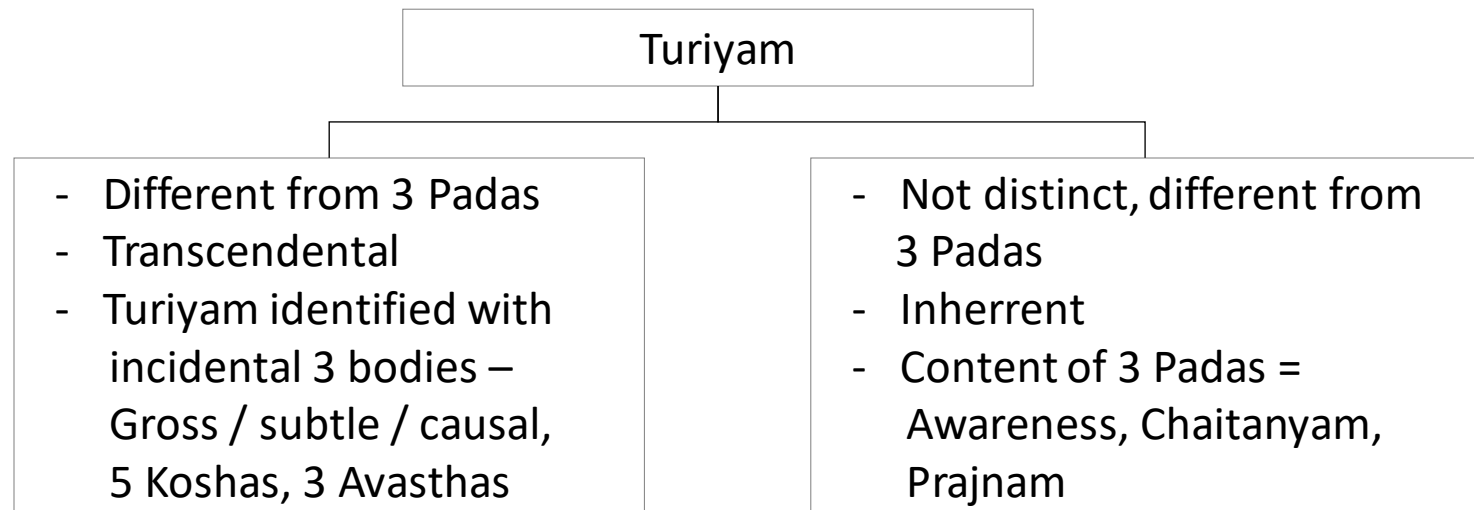 Turiyam
- Different from 3 Padas
- Transcendental
- Turiyam identified with
incidental 3 bodies –
Gross / subtle / causal,
5 Koshas, 3 Avasthas
- Not distinct, different from
3 Padas
- Inherrent
- Content of 3 Padas =
Awareness, Chaitanyam,
Prajnam